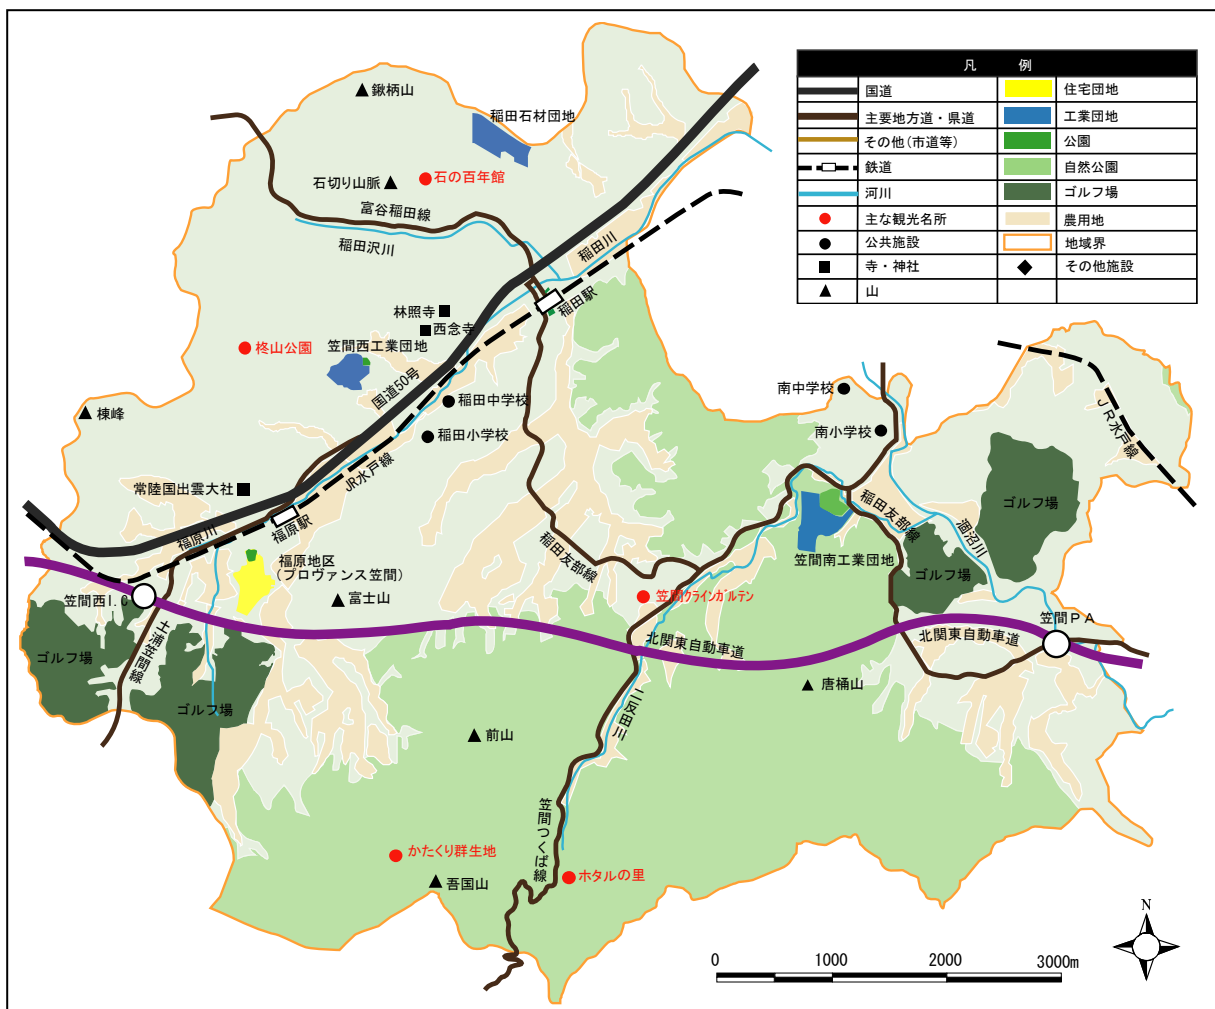 凡 例
国道
住宅団地
主要地方道・県道
工業団地
その他(市道等)
公園
鉄道
自然公園
河川
ゴルフ場
主な観光名所
農用地
公共施設
地域界
寺・神社
その他施設
山
鍬柄山
稲田石材団地
石切り山脈
石の百年館
富谷稲田線
稲田沢川
稲田川
稲田駅
林照寺
西念寺
柊山公園
笠間西工業団地
国道50号
棟峰
稲田中学校
稲田小学校
JR水戸線
常陸国出雲大社
福原川
福原駅
福原地区
(プロヴァンス笠間)
富士山
笠間西I.C
土浦笠間線
ゴルフ場
ゴルフ場
南中学校
南小学校
JR水戸線
ゴルフ場
稲田友部線
涸沼川
笠間南工業団地
ゴルフ場
稲田友部線
笠間クラインガルテン
笠間PA
北関東自動車道
北関東自動車道
唐桶山
二反田川
前山
笠間つくば線
かたくり群生地
吾国山
ホタルの里
N
0 1000 2000 3000m